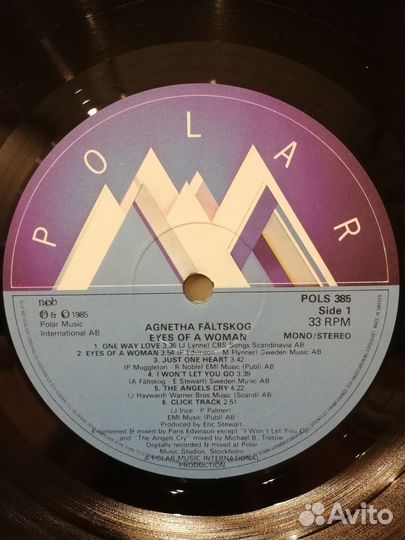 POLAR
POLS 385
Side 1
33 RPM
MONO/STEREO
ncb
Ⓟ & © 1985
Polar Music
International AB
AGNETHA FÄLTSKOG
EYES OF A WOMAN
1. ONE WAY LOVE 3.35 (J Lynne) CBS Songs Scandinavia AB
2. EYES OF A WOMAN 3.54 (P Edvinson - M Flynner) Sweden Music AB
3. JUST ONE HEART 3.42
(P Muggleton - R Noble) EMI (Publ) AB
4. I WON'T LET YOU GO 3.39
(A Fältskog - E Stewart) Sweden Music AB
5. THE ANGELS CRY 4.22
(J Hayward) Warner Bros Music (Scand) AB
6. CLICK TRACK 2.51
(J Ince - P Palmer)
EMI Music (Publ) AB
Produced by Eric Stewart
Engineered & mixed by Paris Edvinson except "I Won't Let You Go"
and "The Angels Cry" mixed by Michael B. Tretow
Digitally recorded & mixed at Polar
Music Studios, Stockholm
A POLAR MUSIC INTERNATIONAL
PRODUCTION
Avito